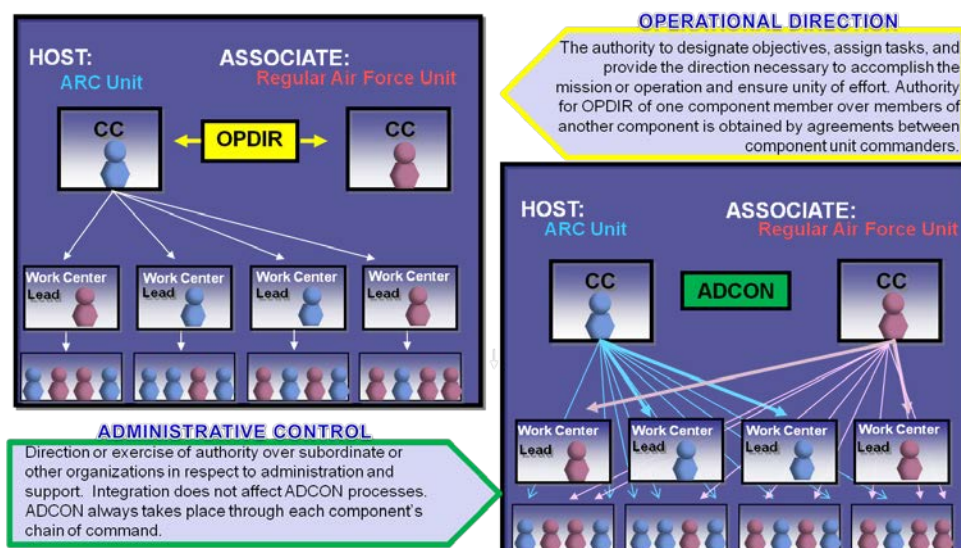 HOST:
ARC Unit
ASSOCIATE:
Regular Air Force Unit
CC
OPDIR
CC
Work Center
Lead
Work Center
Lead
Work Center
Lead
Work Center
Lead
OPERATIONAL DIRECTION
The authority to designate objectives, assign tasks, and
provide the direction necessary to accomplish the
mission or operation and ensure unity of effort. Authority
for OPDIR of one component member over members of
another component is obtained by agreements between
component unit commanders.
ADMINISTRATIVE CONTROL
Direction or exercise of authority over subordinate or
other organizations in respect to administration and
support. Integration does not affect ADCON processes.
ADCON always takes place through each component's
chain of command.
HOST:
ARC Unit
ASSOCIATE:
Regular Air Force Unit
CC
ADCON
CC
Work Center
Lead
Work Center
Lead
Work Center
Lead
Work Center
Lead